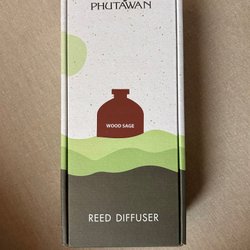 PHUTAWAN
WOOD SAGE
REED DIFFUSER